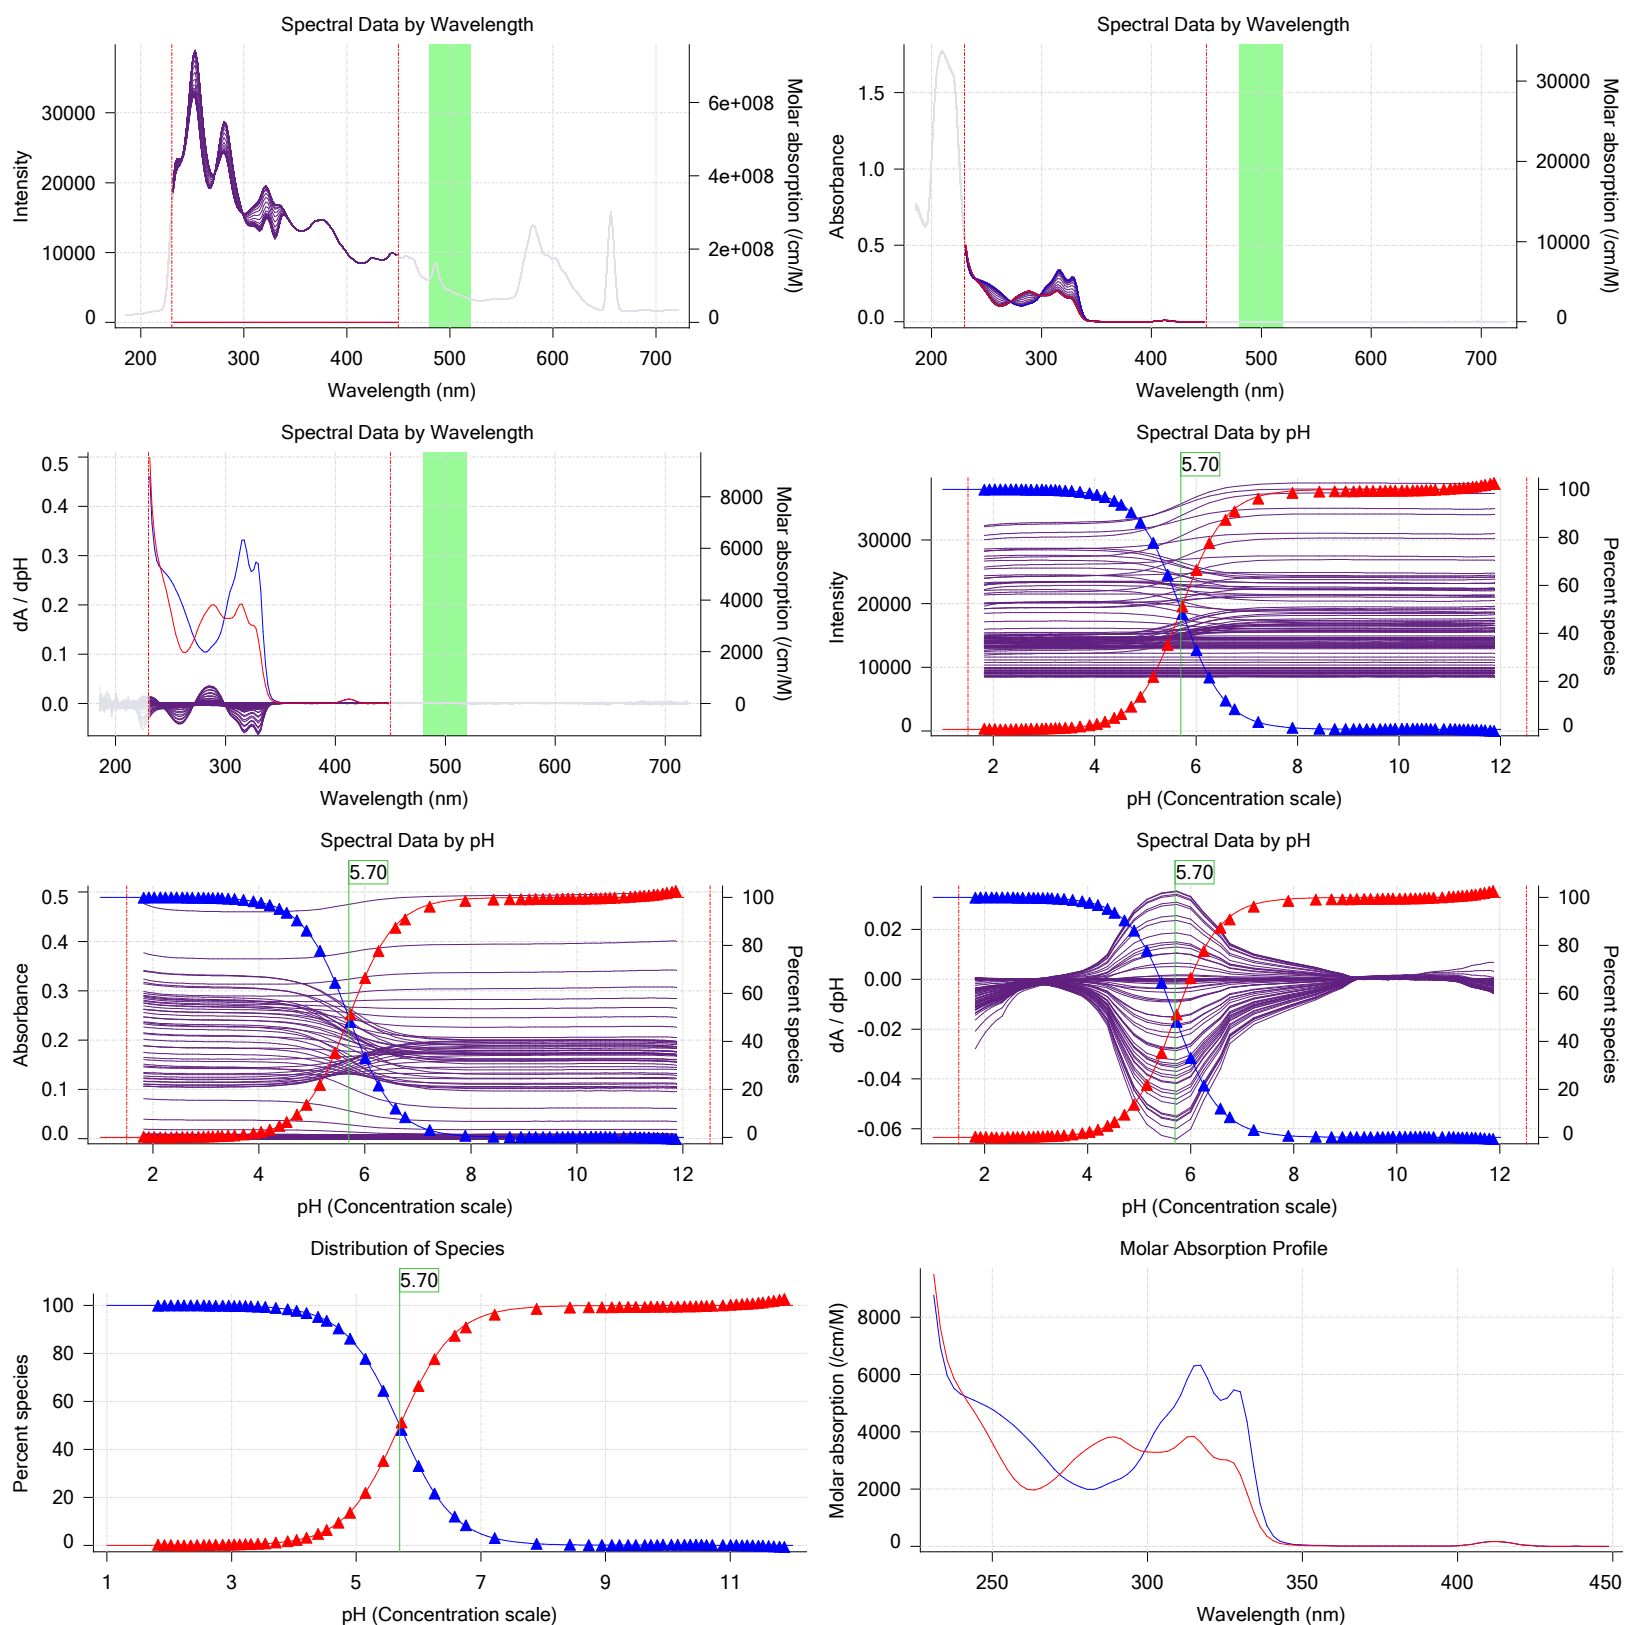 Spectral Data by Wavelength
Intensity
30000
20000
10000
0
6e+008
4e+008
2e+008
0
Molar absorption (/cm/M)
200 300 400 500 600 700
Wavelength (nm)
Spectral Data by Wavelength
Absorbance
1.5
1.0
0.5
0.0
30000
20000
10000
0
Molar absorption (/cm/M)
200 300 400 500 600 700
Wavelength (nm)
Spectral Data by Wavelength
dA / dpH
0.5
0.4
0.3
0.2
0.1
0.0
8000
6000
4000
2000
0
Molar absorption (/cm/M)
200 300 400 500 600 700
Wavelength (nm)
Spectral Data by pH
5.70
Intensity
30000
20000
10000
0
100
80
60
40
20
0
Percent species
2 4 6 8 10 12
pH (Concentration scale)
Spectral Data by pH
5.70
Absorbance
0.5
0.4
0.3
0.2
0.1
0.0
100
80
60
40
20
0
Percent species
2 4 6 8 10 12
pH (Concentration scale)
Spectral Data by pH
5.70
dA / dpH
0.02
0.00
-0.02
-0.04
-0.06
100
80
60
40
20
0
Percent species
2 4 6 8 10 12
pH (Concentration scale)
Distribution of Species
5.70
Percent species
100
80
60
40
20
0
1 3 5 7 9 11
pH (Concentration scale)
Molar Absorption Profile
Molar absorption (/cm/M)
8000
6000
4000
2000
0
250 300 350 400 450
Wavelength (nm)